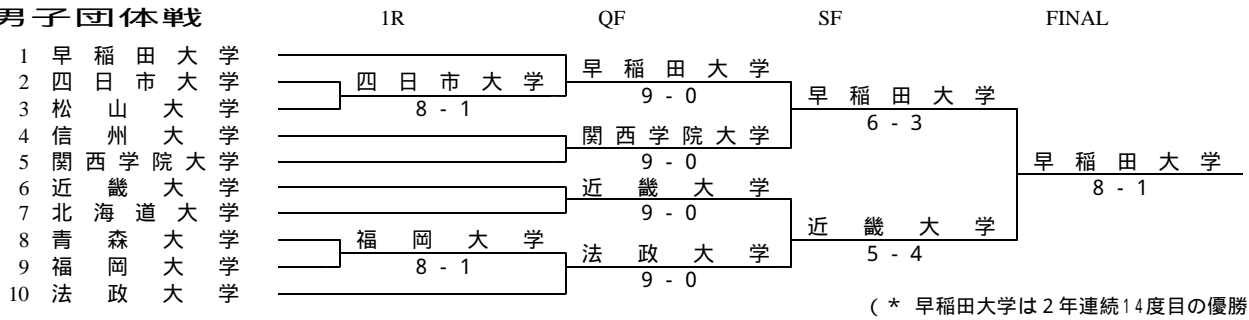 男子団体戦 1R QF SF FINAL
1 早稲田大学
2 四日市大学
3 松山大学
4 信州大学
5 関西学院大学
6 近畿大学
7 北海道大学
8 青森大学
9 福岡大学
10 法政大学
四日市大学
8 - 1
福岡大学
8 - 1
早稲田大学
9 - 0
関西学院大学
9 - 0
近畿大学
9 - 0
法政大学
9 - 0
早稲田大学
6 - 3
近畿大学
5 - 4
早稲田大学
8 - 1
(* 早稲田大学は2年連続14度目の優勝